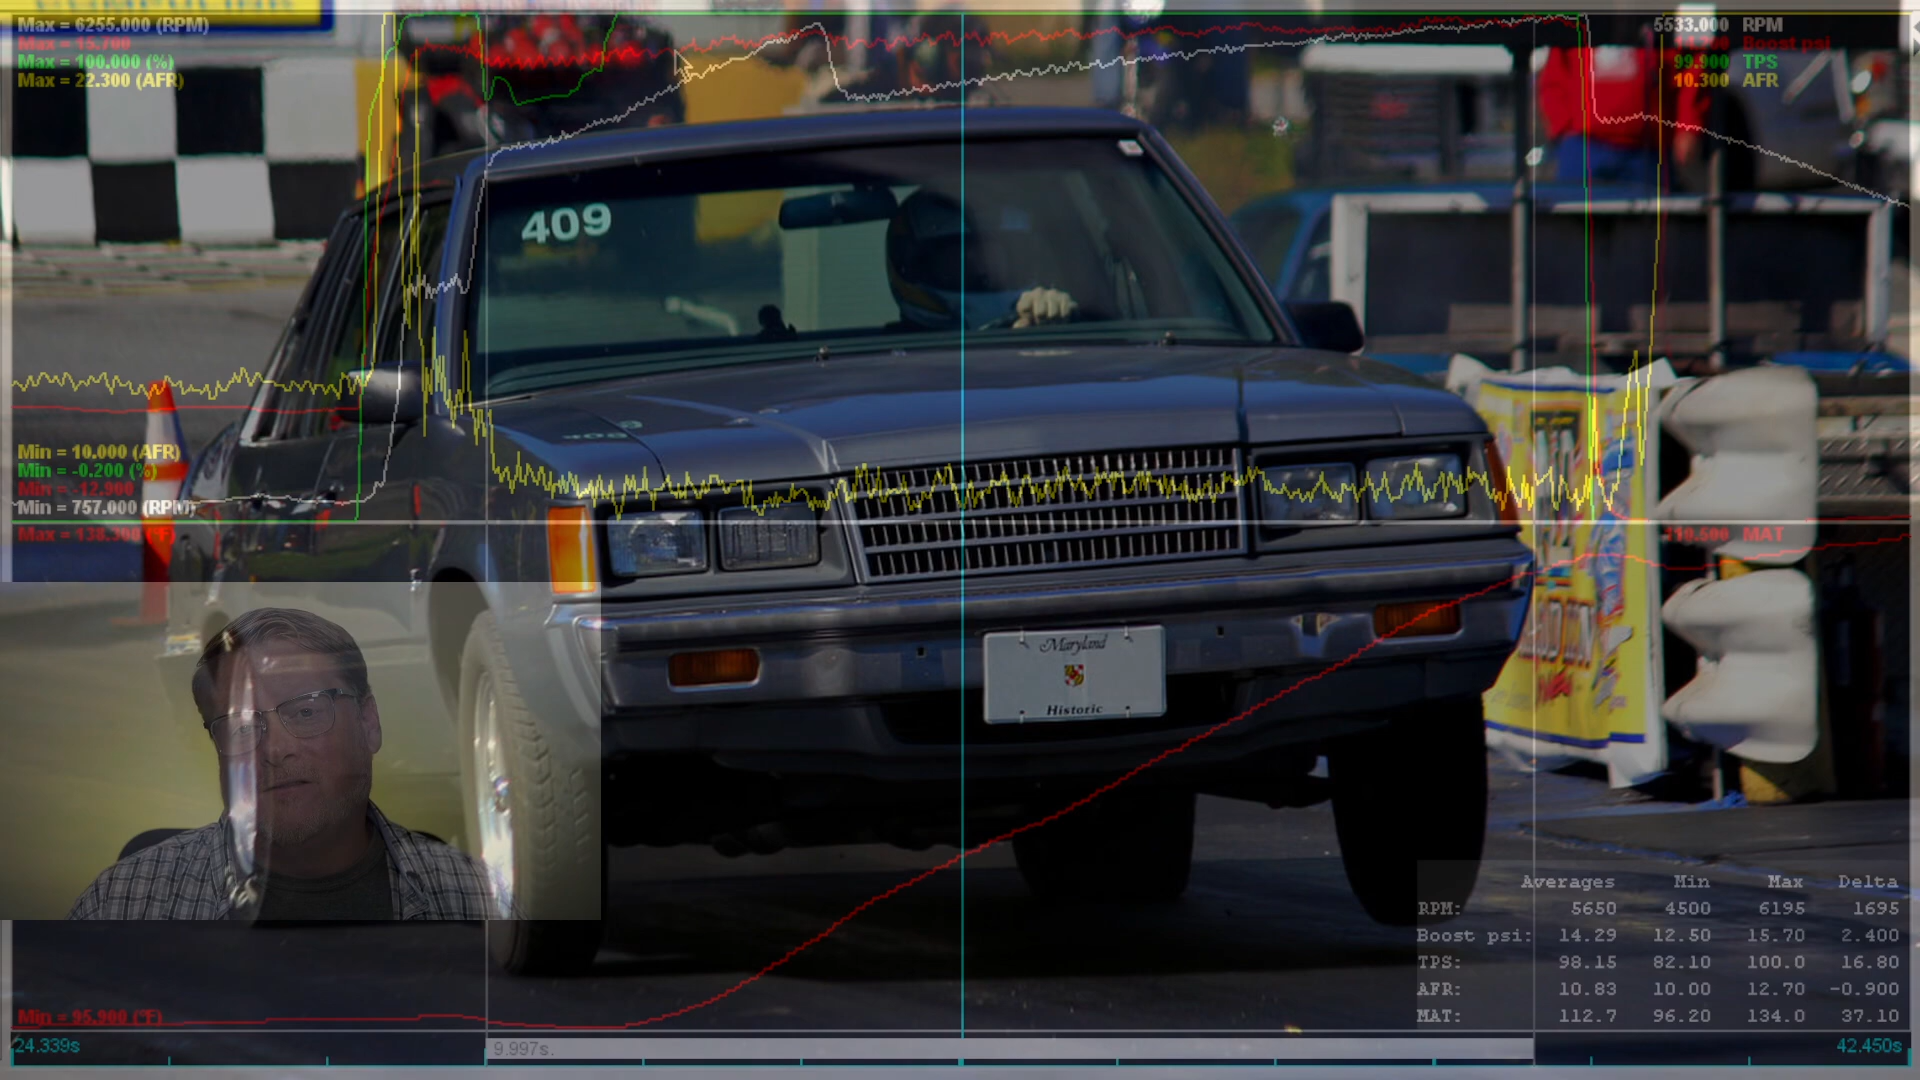 Max = 6255.000 (RPM)
Max = 15.700
Max = 100.000 (%)
Max = 22.300 (AFR)
5533.000 RPM
Boost psi
99.900 TPS
10.300 AFR
409
Min = 10.000 (AFR)
Min = -0.200 (%)
Min = -12.900
Min = 757.000 (RPM)
Max = 138.300 (°F)
110.500 MAT
Maryland
Historic
Averages Min Max Delta
RPM: 5650 4500 6195 1695
Boost psi: 14.29 12.50 15.70 2.400
TPS: 98.15 82.10 100.0 16.80
AFR: 10.83 10.00 12.70 -0.900
MAT: 112.7 96.20 134.0 37.10
Min = 95.900 (°F)
24.339s
9.997s.
42.450s